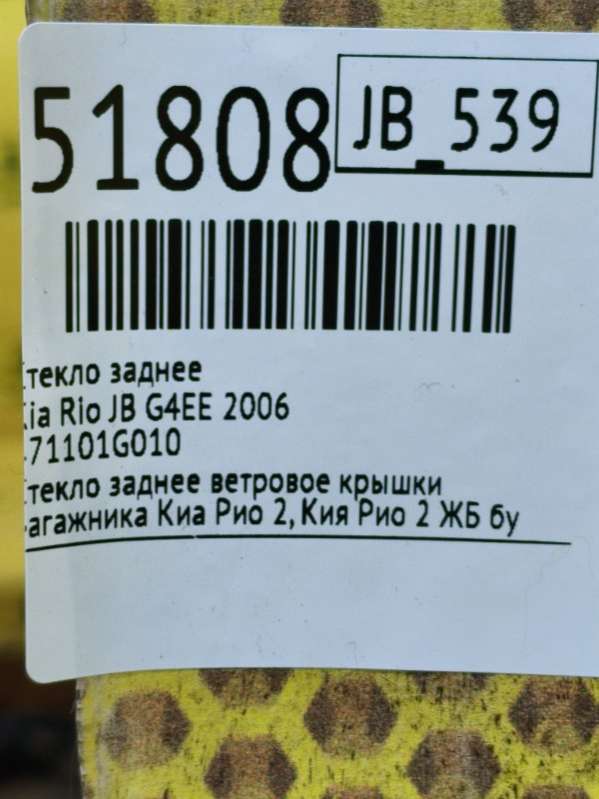 51808
JB_539
текло заднее
ia Rio JB G4EE 2006
71101G010
текло заднее ветровое крышки
агажника Киа Рио 2, Кия Рио 2 ЖБ бу